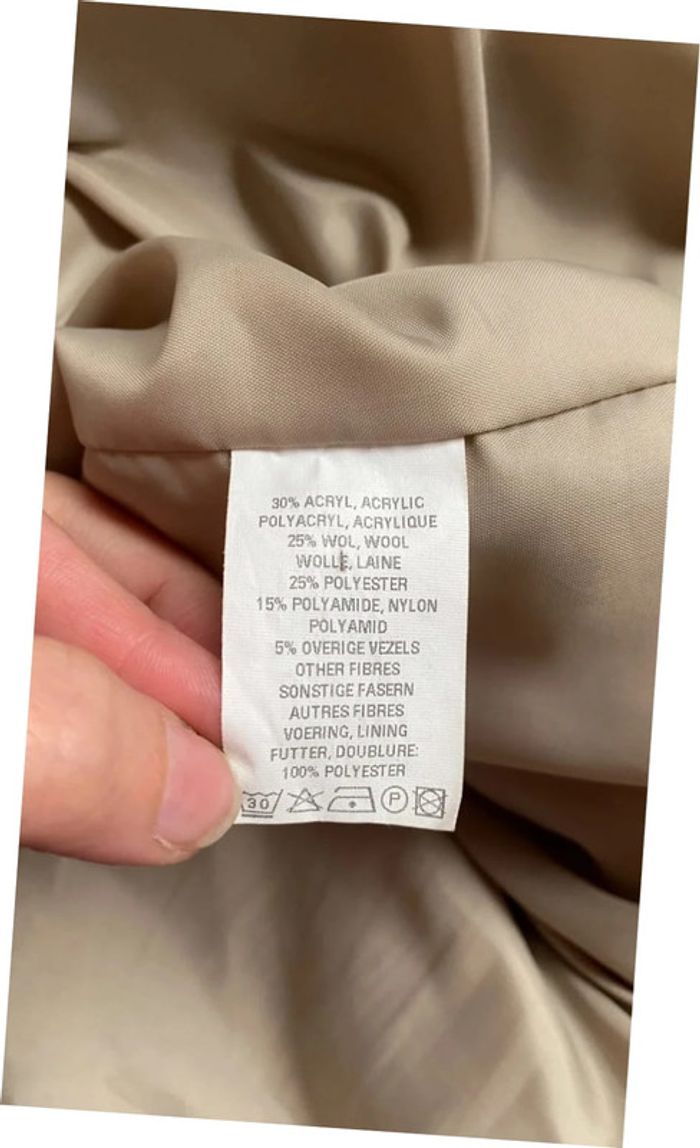 30% ACRYL, ACRYLIC
POLYACRYL, ACRYLIQUE
25% WOL, WOOL
WOLLE, LAINE
25% POLYESTER
15% POLYAMIDE, NYLON
POLYAMID
5% OVERIGE VEZELS
OTHER FIBRES
SONSTIGE FASERN
AUTRES FIBRES
VOERING, LINING
FUTTER, DOUBLURE:
100% POLYESTER
30 P